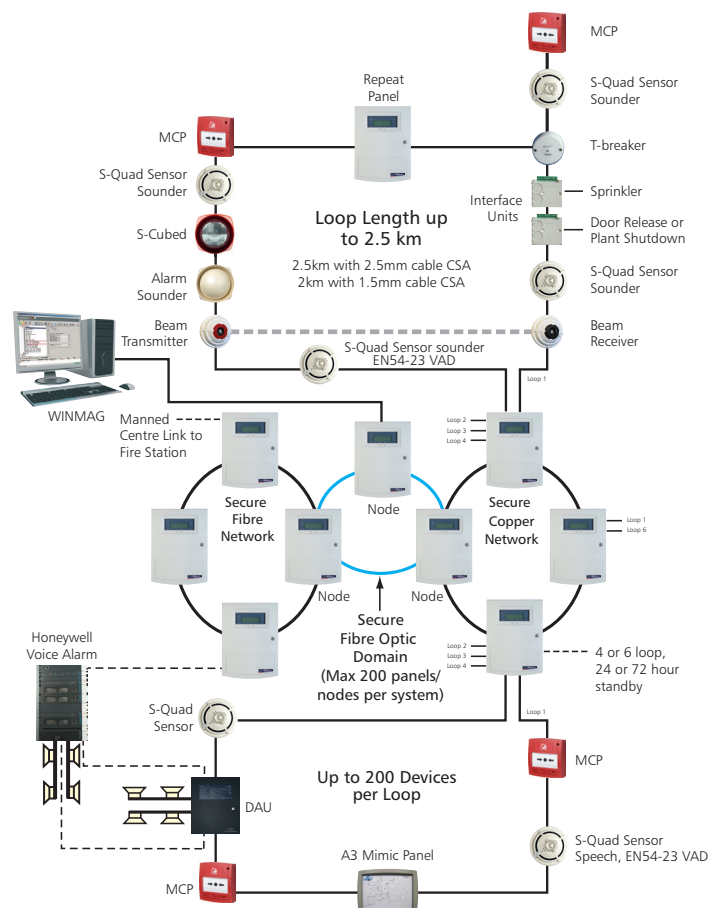 MCP
S-Quad Sensor
Sounder
Repeat
Panel
MCP
T-breaker
S-Quad Sensor
Sounder
Interface
Units
Sprinkler
Loop Length up
to 2.5 km
S-Cubed
Door Release or
Plant Shutdown
2.5km with 2.5mm cable CSA
2km with 1.5mm cable CSA
Alarm
Sounder
S-Quad Sensor
Sounder
Beam
Transmitter
Beam
Receiver
S-Quad Sensor sounder
EN54-23 VAD
Loop 1
WINMAG
Manned
Centre Link to
Fire Station
Loop 2
Loop 3
Loop 4
Secure
Fibre
Network
Node
Secure
Copper
Network
Loop 1
Loop 6
Node
Node
Secure
Fibre Optic
Domain
(Max 200 panels/
nodes per system)
Honeywell
Voice Alarm
Loop 2
Loop 3
Loop 4
4 or 6 loop,
24 or 72 hour
standby
S-Quad
Sensor
Loop 1
MCP
Up to 200 Devices
per Loop
DAU
S-Quad Sensor
Speech, EN54-23 VAD
A3 Mimic Panel
MCP